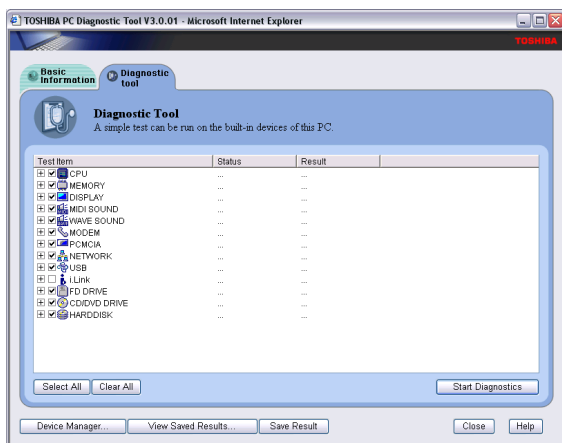 TOSHIBA PC Diagnostic Tool V3.0.01 - Microsoft Internet Explorer
TOSHIBA
Basic
Information
Diagnostic
tool
Diagnostic Tool
A simple test can be run on the built-in devices of this PC.
Test Item Status Result
CPU ... ...
MEMORY ... ...
DISPLAY ... ...
MIDI SOUND ... ...
WAVE SOUND ... ...
MODEM ... ...
PCMCIA ... ...
NETWORK ... ...
USB ... ...
i.Link ... ...
FD DRIVE ... ...
CD/DVD DRIVE ... ...
HARDDISK ... ...
Select All Clear All Start Diagnostics
Device Manager... View Saved Results... Save Result Close Help